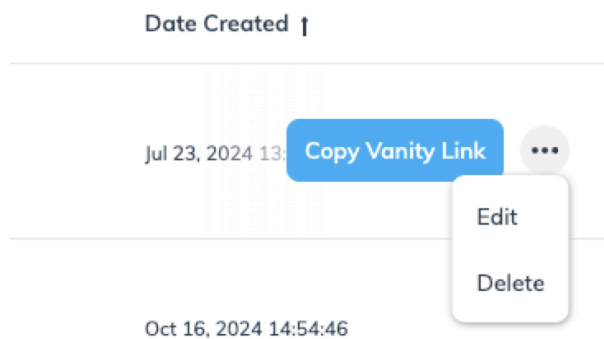 Date Created ↑
Jul 23, 2024 13:
Copy Vanity Link
Edit
Delete
Oct 16, 2024 14:54:46